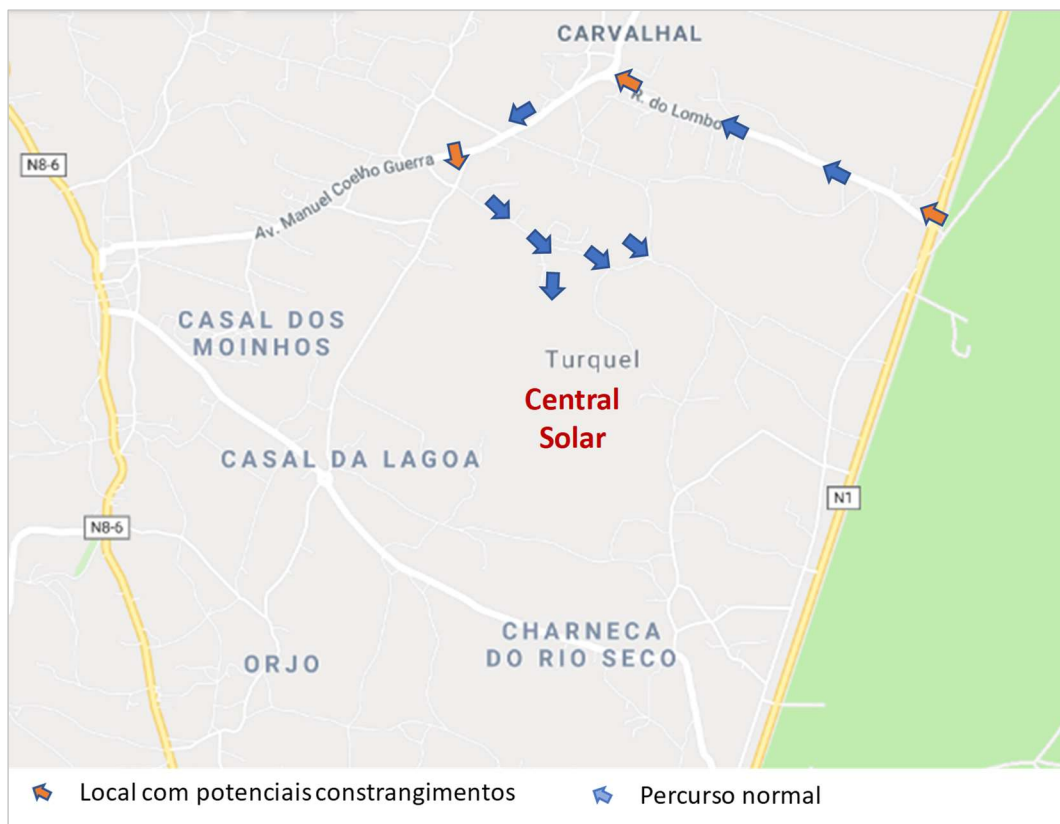 CARVALHAL
R. do Lombo
N8-6
Av. Manuel Coelho Guerra
CASAL DOS
MOINHOS
Turquel
Central
Solar
CASAL DA LAGOA
N1
N8-6
CHARNECA
DO RIO SECO
ORJO
Local com potenciais constrangimentos
Percurso normal